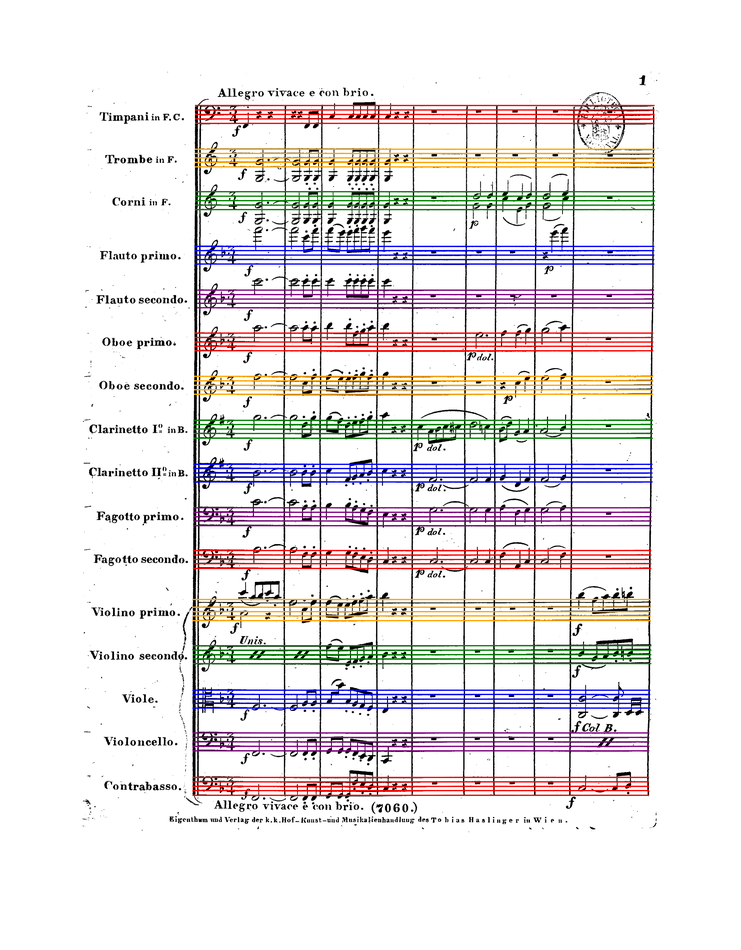 1
Allegro vivace e con brio.
Timpani in F.C.
f
Trombe in F.
f
Corni in F.
f
p
Flauto primo.
f
p
Flauto secondo.
f
Oboe primo.
f
p dol.
Oboe secondo.
f
p
Clarinetto Iº in B.
f
p dol.
Clarinetto IIº in B.
f
p dol.
Fagotto primo.
f
p dol.
Fagotto secondo.
f
p dol.
Violino primo.
f
f
Unis.
Violino secondo.
f
Viole.
f
f Col B.
Violoncello.
f
Contrabasso.
f
f
Allegro vivace e con brio. (7060.)
Eigenthum und Verlag der k.k. Hof-Kunst-und Musikalienhandlung des Tobias Haslinger in Wien.